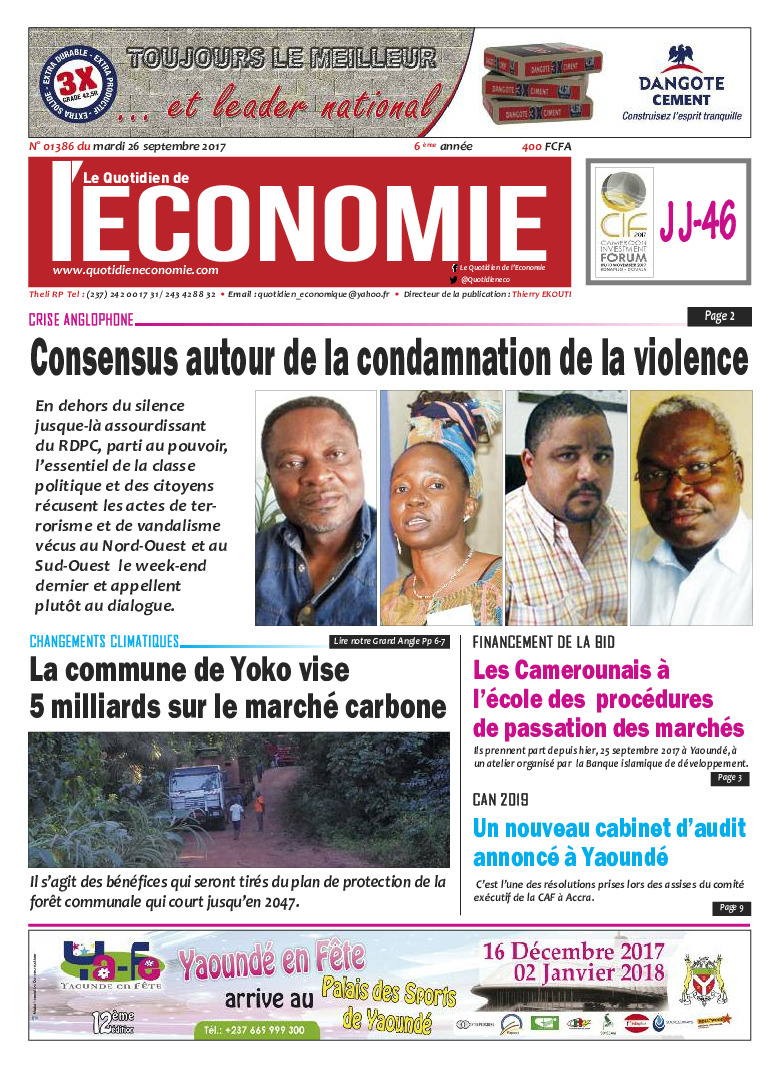 EXTRA DURABLE - EXTRA PRODUCTIF - EXTRA SOLIDE -
3X
GRADE 42,5R
TOUJOURS LE MEILLEUR
... et leader national
DANGOTE 3X CEMENT
DANGOTE
CEMENT
Construisez l'esprit tranquille
N° 01386 du mardi 26 septembre 2017
6 ème année
400 FCFA
Le Quotidien de
l'ECONOMIE
www.quotidieneconomie.com
Le Quotidien de l'Economie
@Quotidieneco
CIF
2017
CAMEROON
INVESTMENT
FORUM
JJ-46
Theli RP Tel : (237) 242 00 17 31/ 243 42 88 32 • Email : quotidien_economique@yahoo.fr • Directeur de la publication : Thierry EKOUTI
CRISE ANGLOPHONE
Page 2
Consensus autour de la condamnation de la violence
En dehors du silence
jusque-là assourdissant
du RDPC, parti au pouvoir,
l'essentiel de la classe
politique et des citoyens
récusent les actes de ter-
rorisme et de vandalisme
vécus au Nord-Ouest et au
Sud-Ouest le week-end
dernier et appellent
plutôt au dialogue.
CHANGEMENTS CLIMATIQUES
Lire notre Grand Angle Pp 6-7
La commune de Yoko vise
5 milliards sur le marché carbone
Il s'agit des bénéfices qui seront tirés du plan de protection de la
forêt communale qui court jusqu'en 2047.
FINANCEMENT DE LA BID
Les Camerounais à
l'école des procédures
de passation des marchés
Ils prennent part depuis hier, 25 septembre 2017 à Yaoundé, à
un atelier organisé par la Banque islamique de développement.
Page 3
CAN 2019
Un nouveau cabinet d'audit
annoncé à Yaoundé
C'est l'une des résolutions prises lors des assises du comité
exécutif de la CAF à Accra.
Page 9
Ya-Fe
YAOUNDE EN FÊTE
12ème
édition
Yaoundé en Fête
arrive au
Palais des Sports
de Yaoundé
Tél.: +237 665 999 300
16 Décembre 2017
02 Janvier 2018